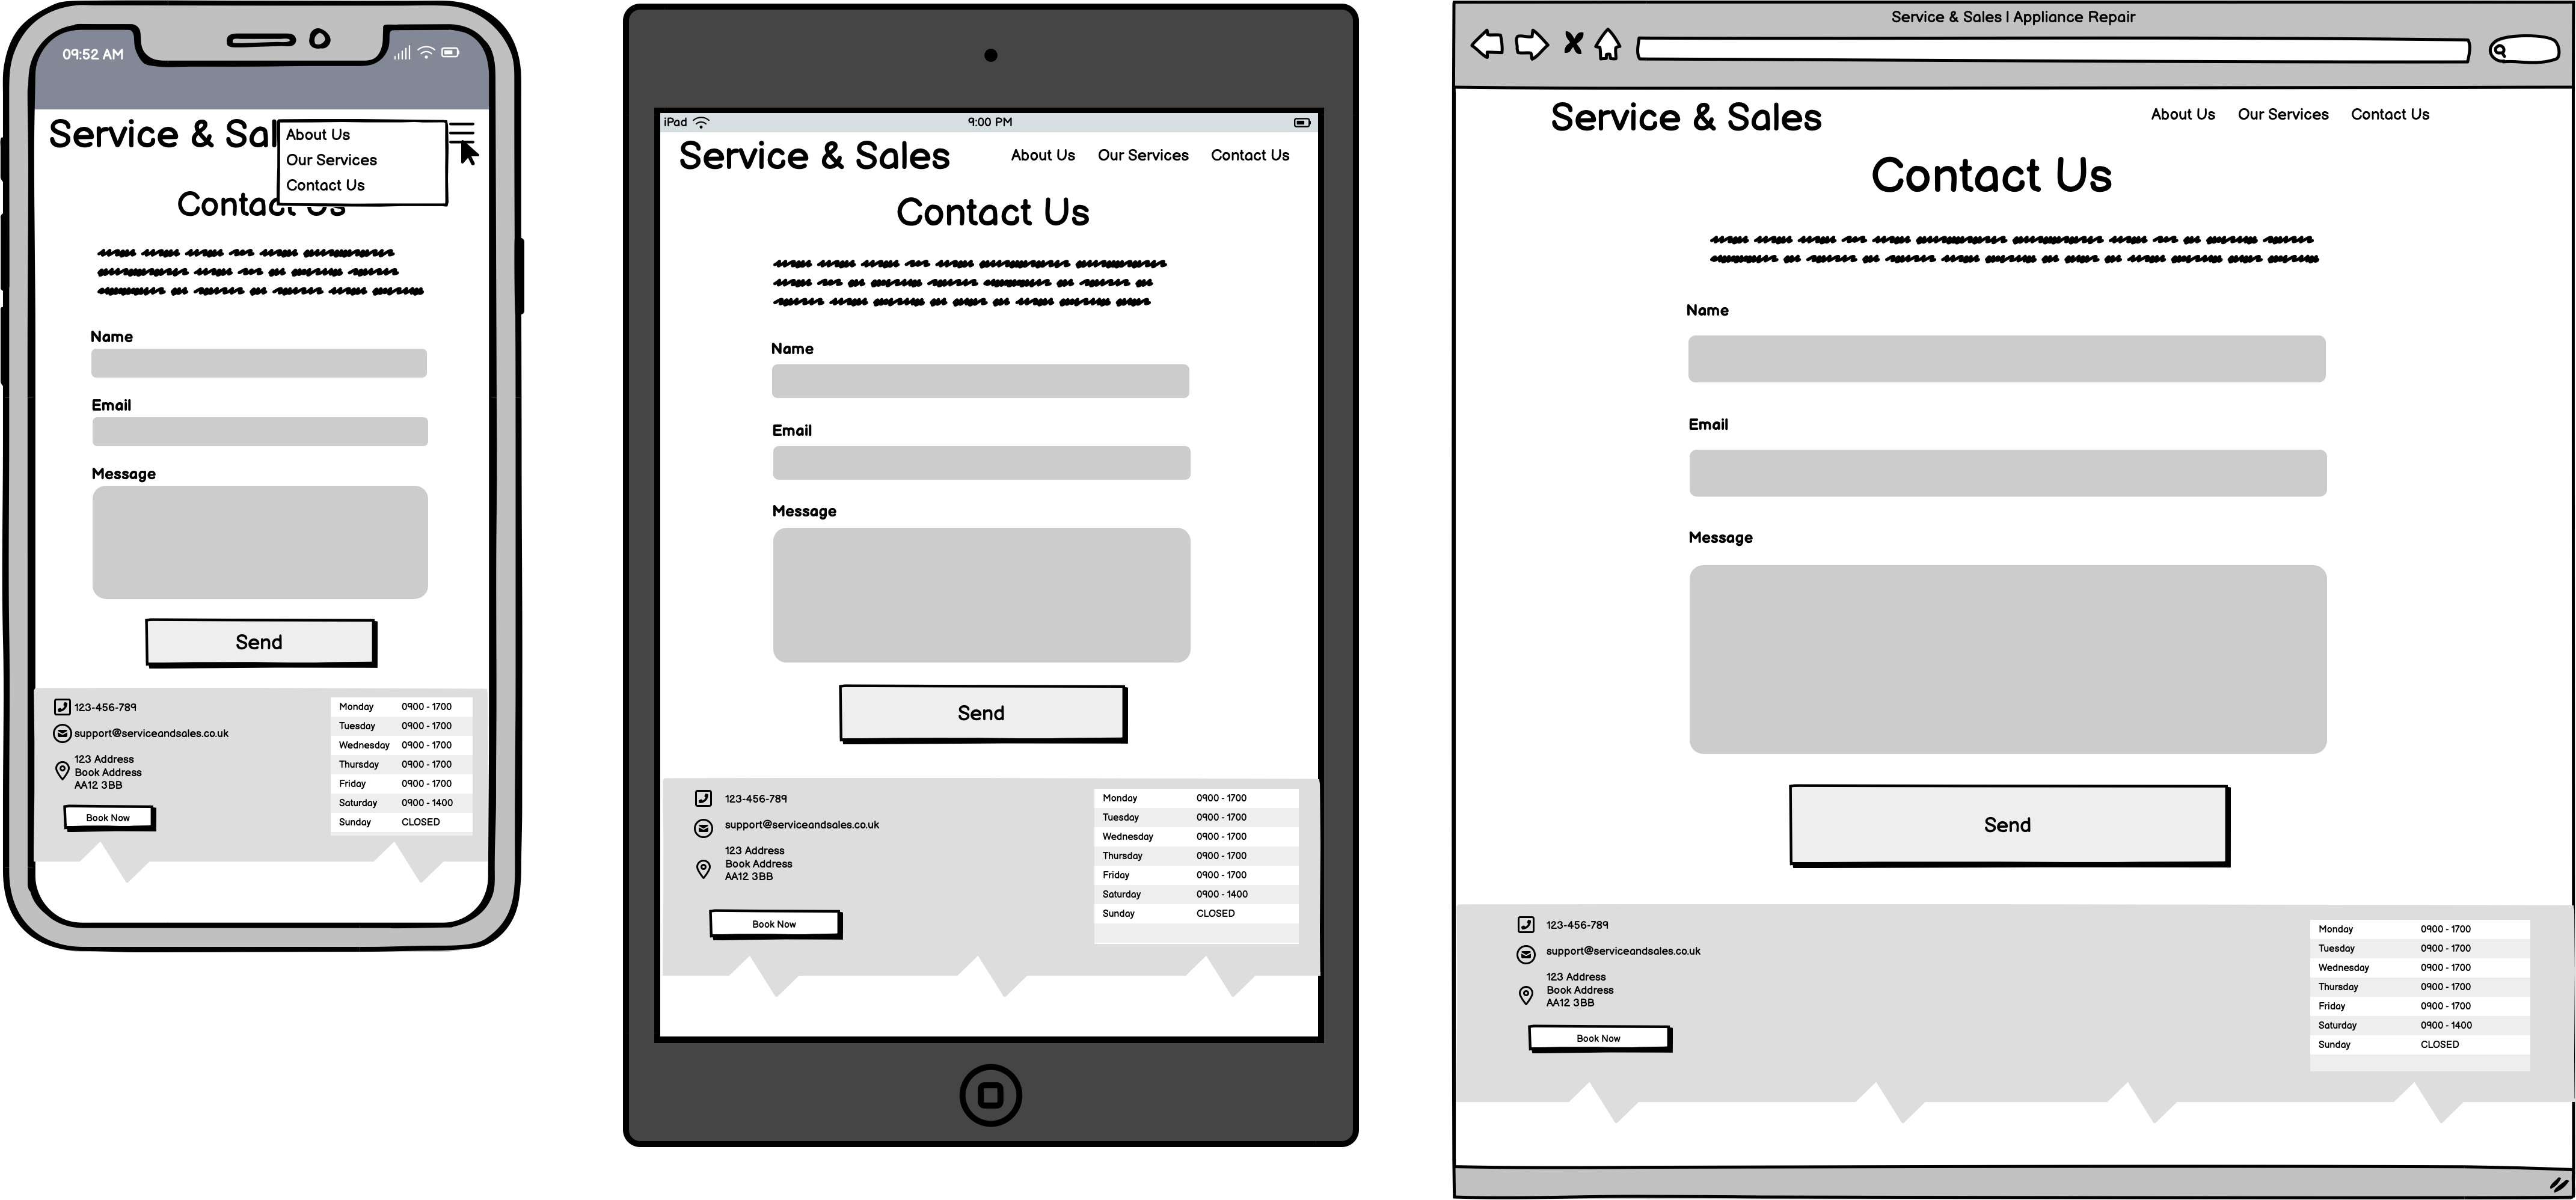 09:52 AM
Service & Sal
About Us
Our Services
Contact Us
Contact Us
Name
Email
Message
Send
123-456-789
support@serviceandsales.co.uk
123 Address
Book Address
AA12 3BB
Book Now
Monday 0900 - 1700
Tuesday 0900 - 1700
Wednesday 0900 - 1700
Thursday 0900 - 1700
Friday 0900 - 1700
Saturday 0900 - 1400
Sunday CLOSED
iPad 9:00 PM
Service & Sales About Us Our Services Contact Us
Contact Us
Name
Email
Message
Send
123-456-789
support@serviceandsales.co.uk
123 Address
Book Address
AA12 3BB
Book Now
Monday 0900 - 1700
Tuesday 0900 - 1700
Wednesday 0900 - 1700
Thursday 0900 - 1700
Friday 0900 - 1700
Saturday 0900 - 1400
Sunday CLOSED
Service & Sales | Appliance Repair
Service & Sales About Us Our Services Contact Us
Contact Us
Name
Email
Message
Send
123-456-789
support@serviceandsales.co.uk
123 Address
Book Address
AA12 3BB
Book Now
Monday 0900 - 1700
Tuesday 0900 - 1700
Wednesday 0900 - 1700
Thursday 0900 - 1700
Friday 0900 - 1700
Saturday 0900 - 1400
Sunday CLOSED